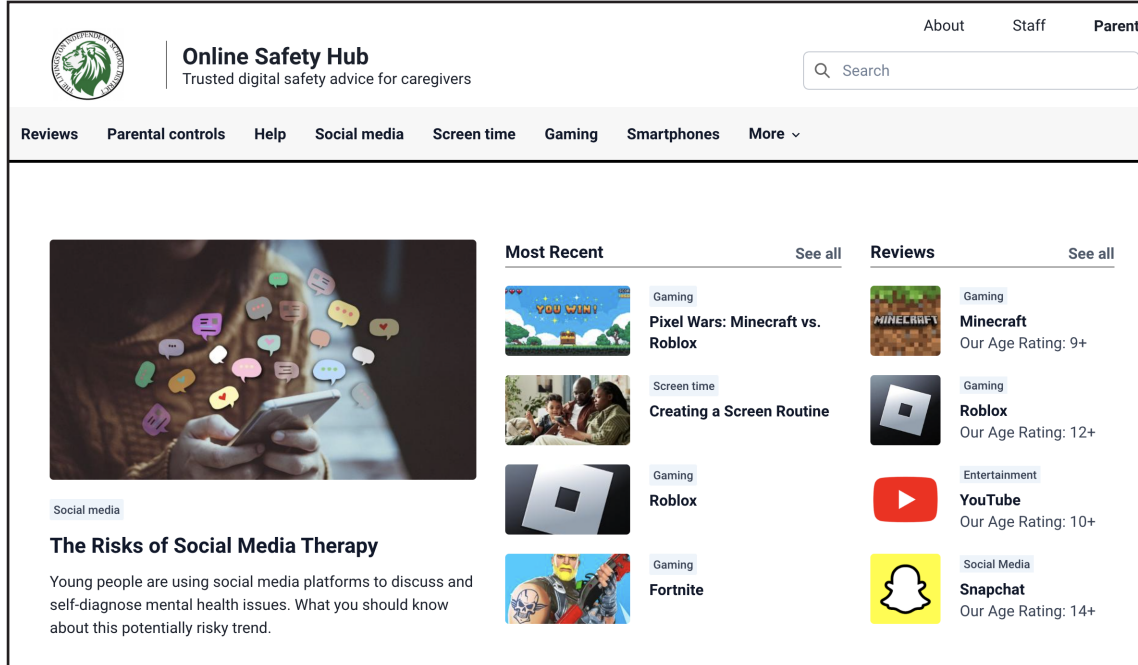 About Staff Parent
THE LIVINGSTON INDEPENDENT SCHOOL DISTRICT
Online Safety Hub
Trusted digital safety advice for caregivers
Search
Reviews Parental controls Help Social media Screen time Gaming Smartphones More
Social media
The Risks of Social Media Therapy
Young people are using social media platforms to discuss and
self-diagnose mental health issues. What you should know
about this potentially risky trend.
Most Recent See all
YOU WIN!
Gaming
Pixel Wars: Minecraft vs.
Roblox
Screen time
Creating a Screen Routine
Gaming
Roblox
Gaming
Fortnite
Reviews See all
MINECRAFT
Gaming
Minecraft
Our Age Rating: 9+
Gaming
Roblox
Our Age Rating: 12+
Entertainment
YouTube
Our Age Rating: 10+
Social Media
Snapchat
Our Age Rating: 14+